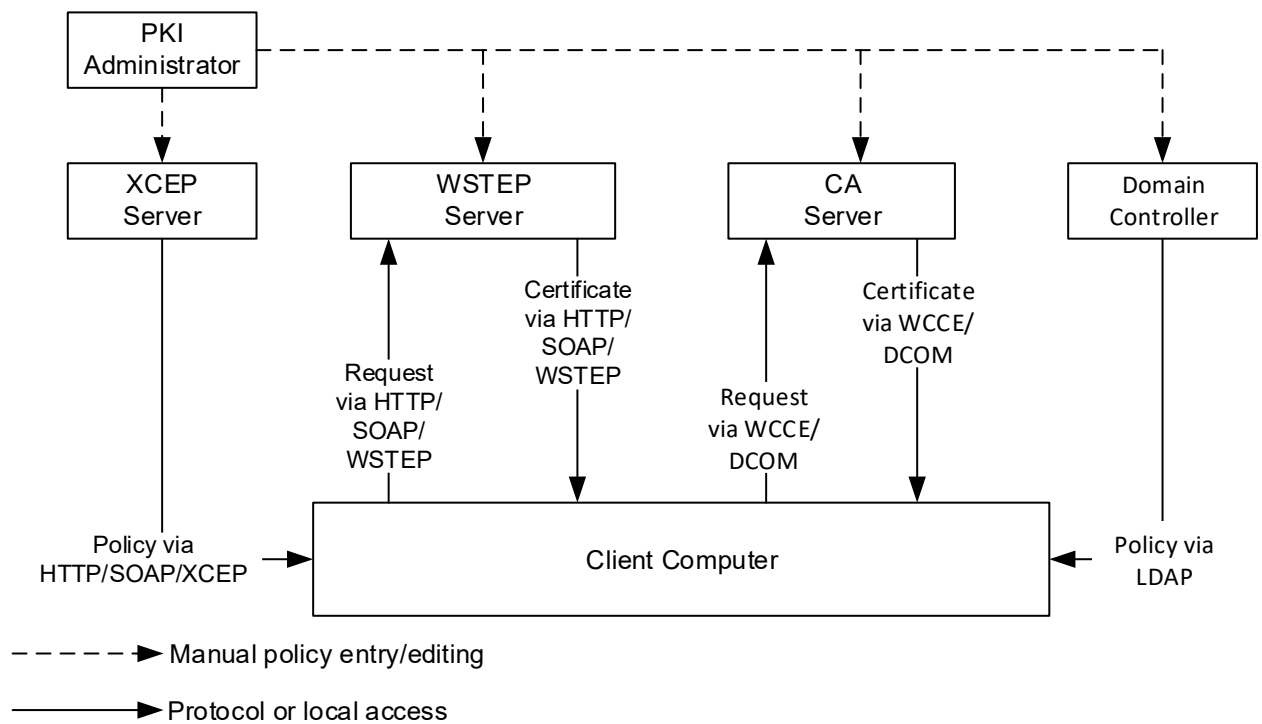 PKI
Administrator
XCEP
Server
WSTEP
Server
CA
Server
Domain
Controller
Certificate
via HTTP/
SOAP/
WSTEP
Certificate
via WCCE/
DCOM
Request
via HTTP/
SOAP/
WSTEP
Request
via WCCE/
DCOM
Policy via
HTTP/SOAP/XCEP
Client Computer
Policy via
LDAP
Manual policy entry/editing
Protocol or local access